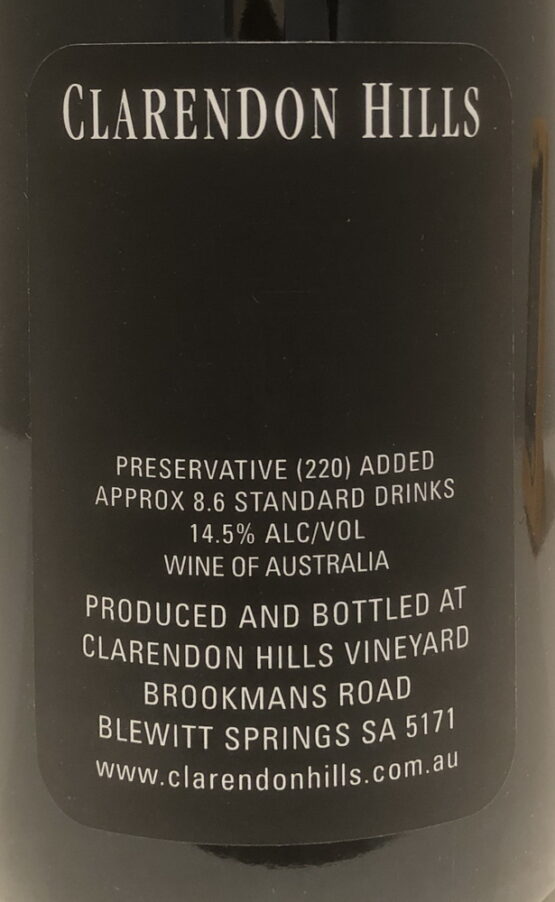 CLARENDON HILLS
PRESERVATIVE (220) ADDED
APPROX 8.6 STANDARD DRINKS
14.5% ALC/VOL
WINE OF AUSTRALIA
PRODUCED AND BOTTLED AT
CLARENDON HILLS VINEYARD
BROOKMANS ROAD
BLEWITT SPRINGS SA 5171
www.clarendonhills.com.au